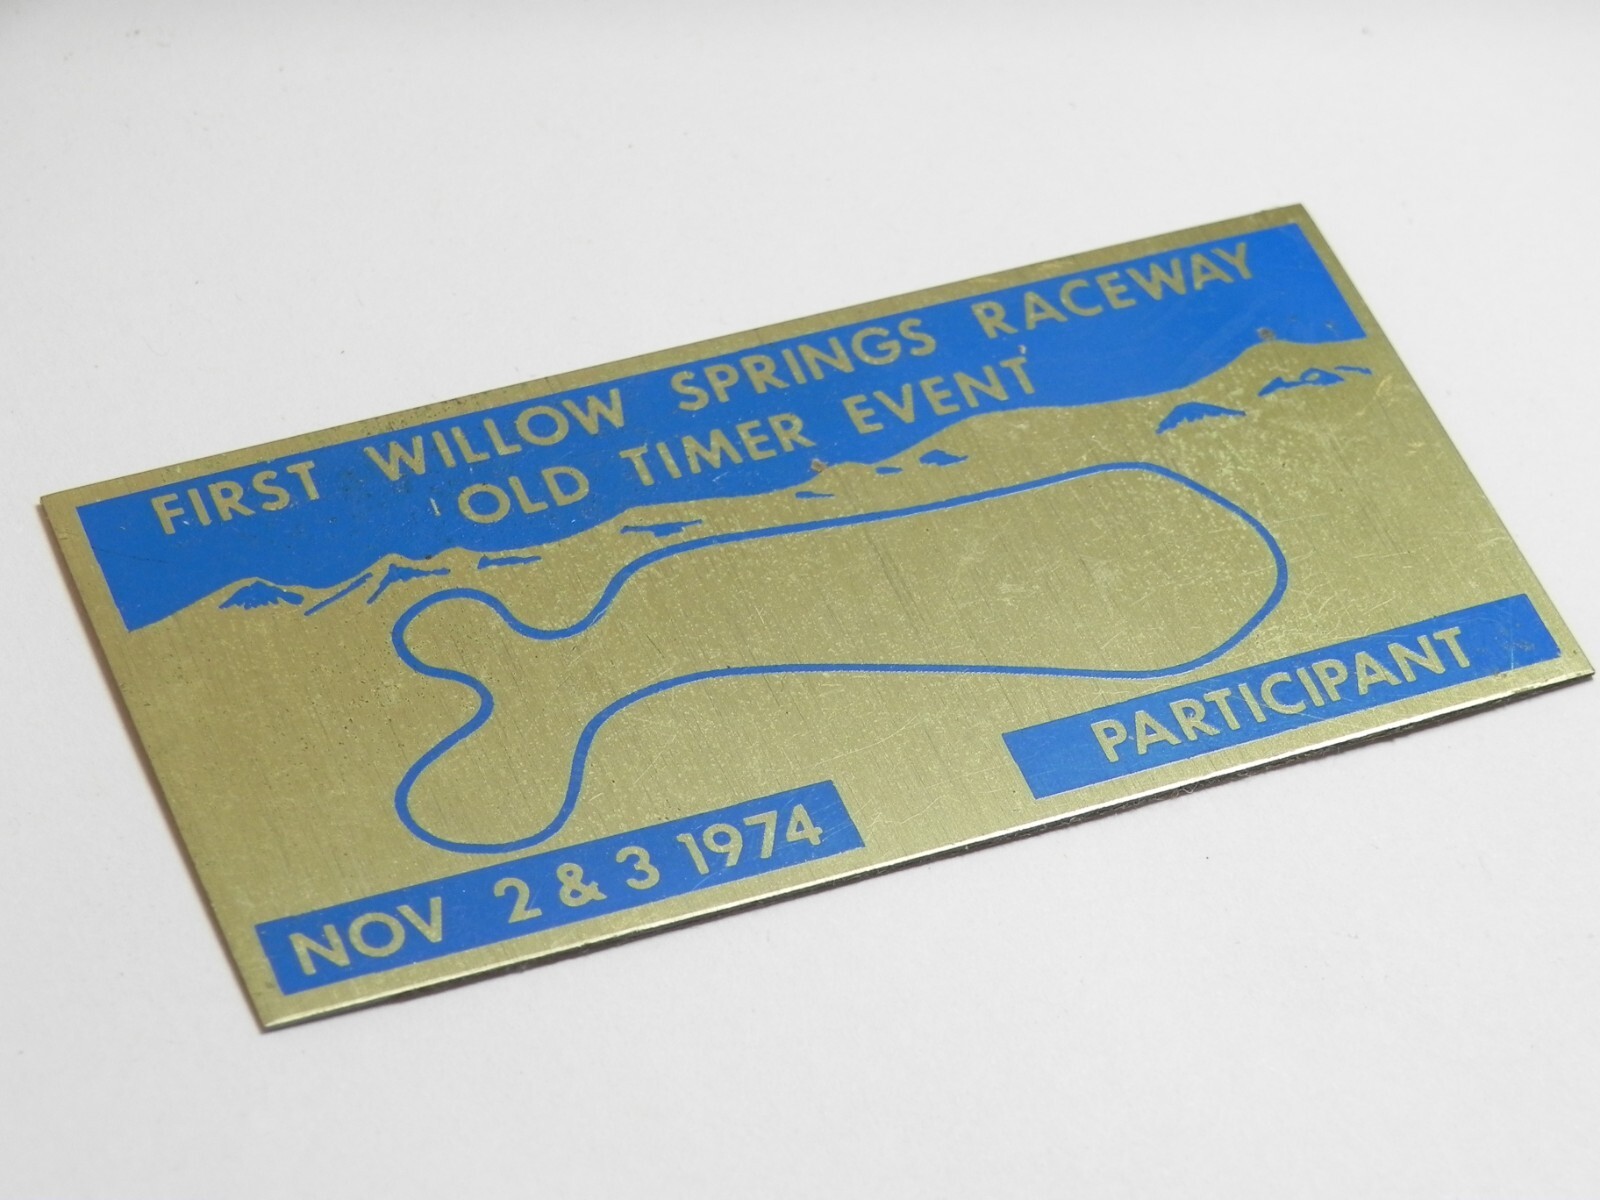 FIRST WILLOW SPRINGS RACEWAY
OLD TIMER EVENT
PARTICIPANT
NOV 2 & 3 1974